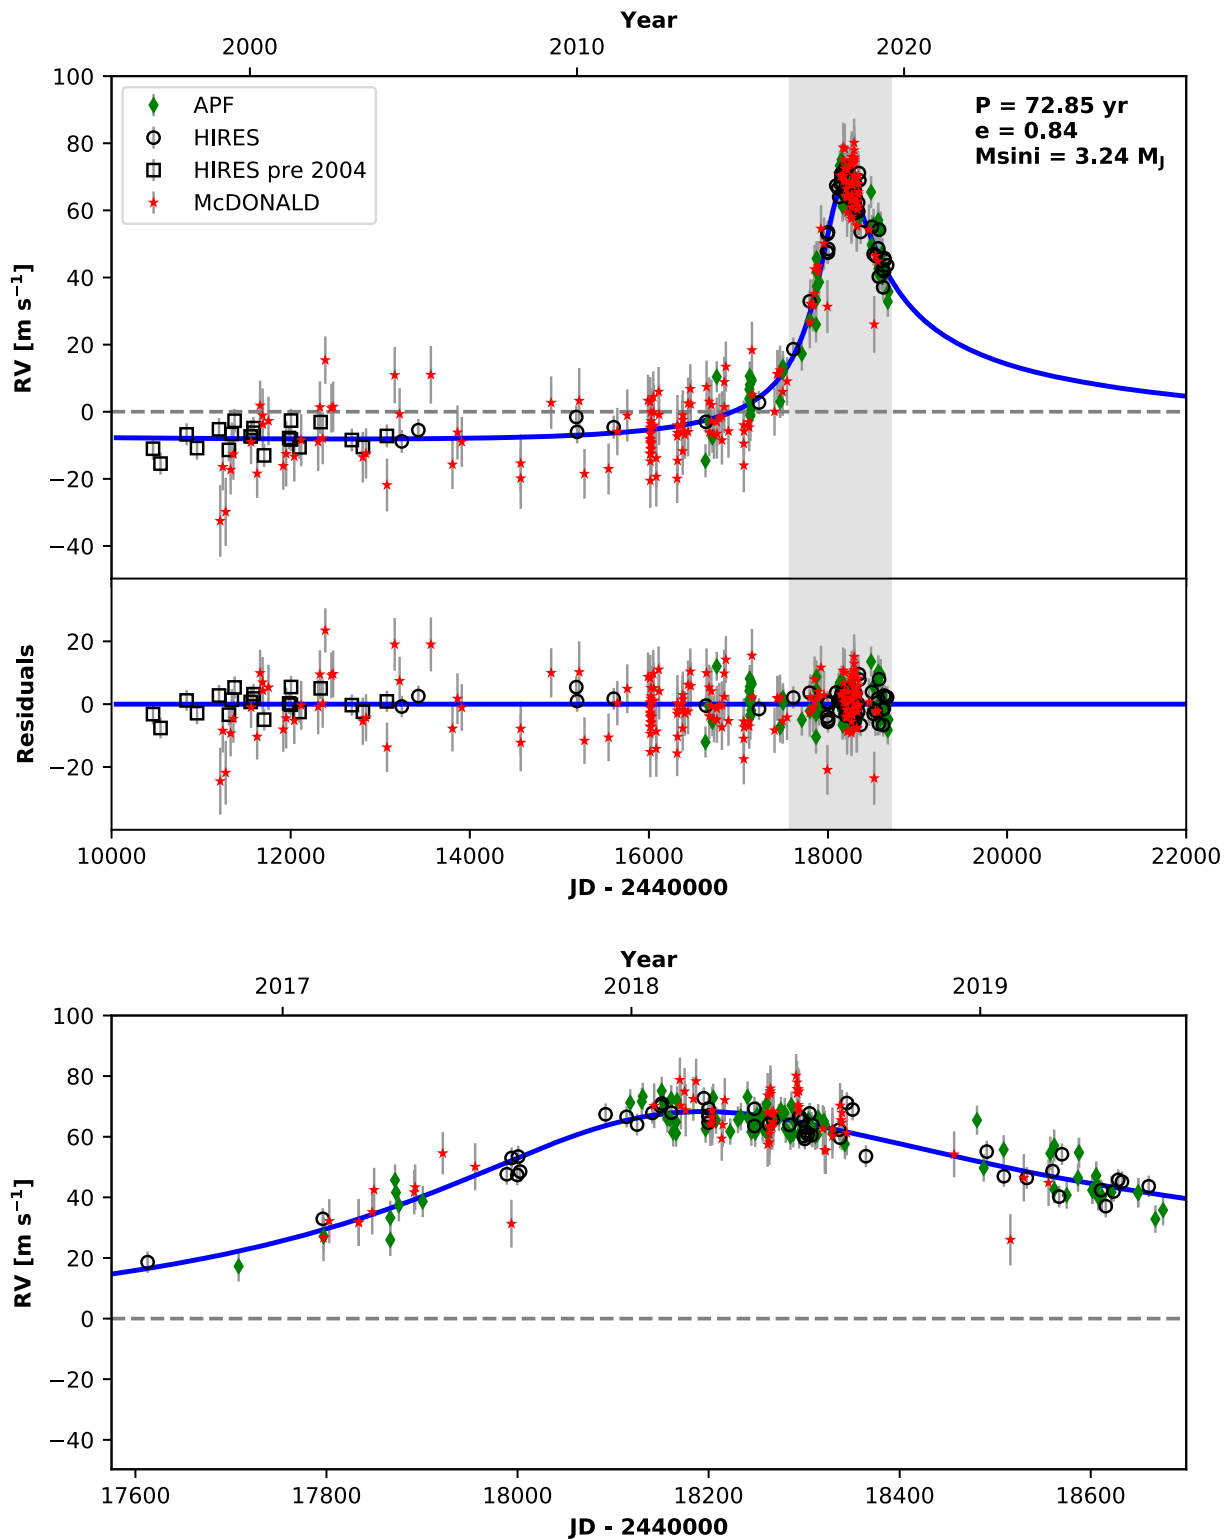 Year
2000 2010 2020
100
80
60
40
20
0
−20
−40
RV [m s⁻¹]
APF
HIRES
HIRES pre 2004
McDONALD
P = 72.85 yr
e = 0.84
Msini = 3.24 M_J
20
0
−20
Residuals
10000 12000 14000 16000 18000 20000 22000
JD - 2440000
Year
2017 2018 2019
100
80
60
40
20
0
−20
−40
RV [m s⁻¹]
17600 17800 18000 18200 18400 18600
JD - 2440000